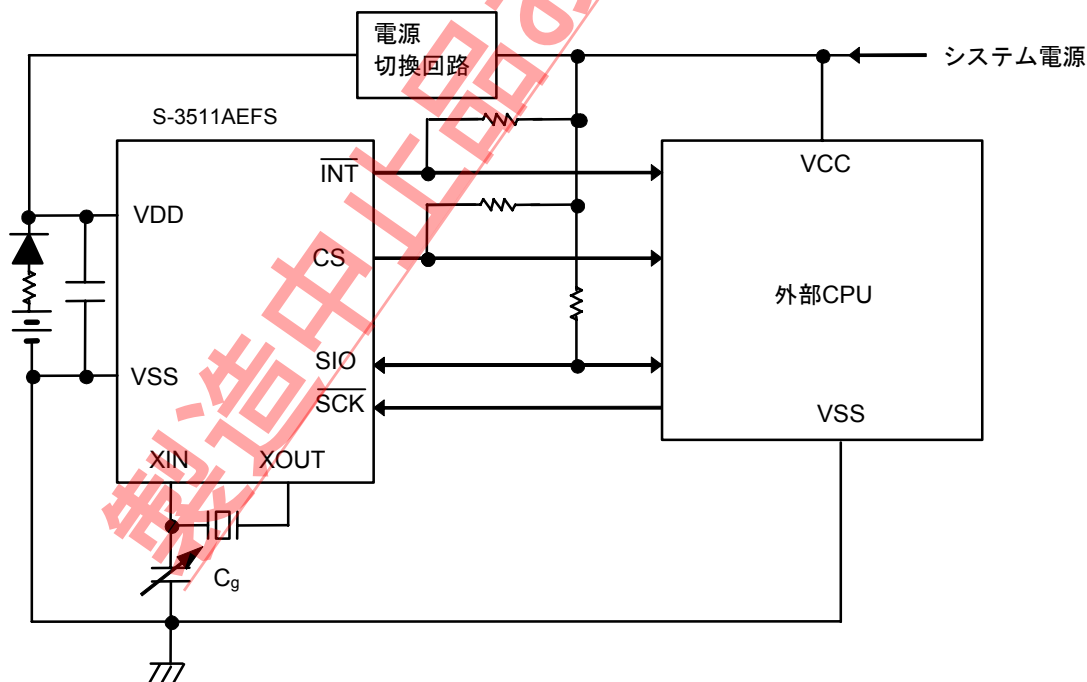 電源
切換回路
システム電源
S-3511AEFS
INT
VCC
VDD
CS
外部CPU
SIO
VSS
SCK
VSS
XIN
XOUT
Cg
製造中止品